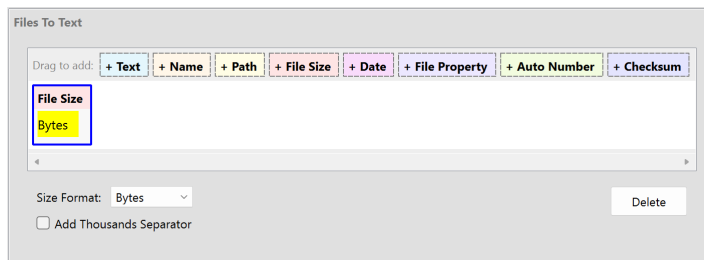 Files To Text
Drag to add: + Text + Name + Path + File Size + Date + File Property + Auto Number + Checksum
File Size
Bytes
Size Format: Bytes
Delete
Add Thousands Separator